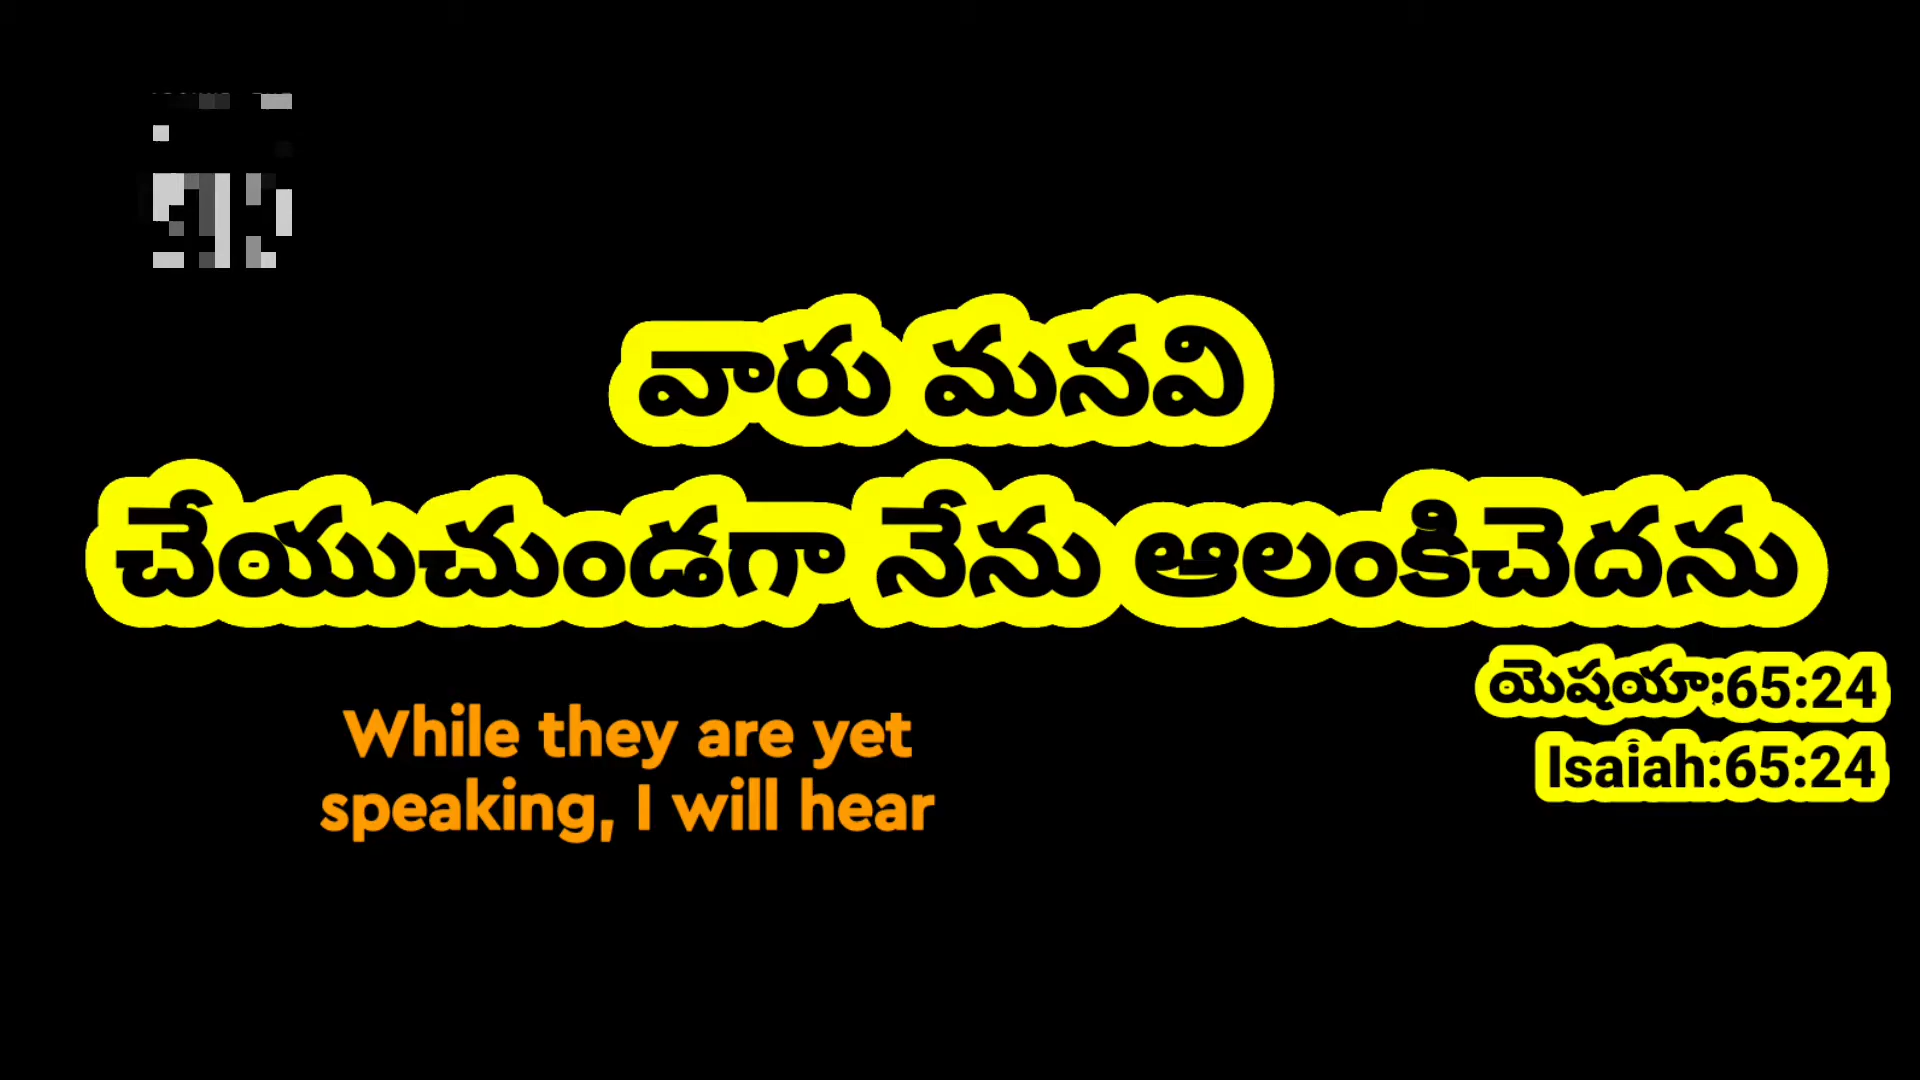 వారు మనవి
చేయుచుండగా నేను ఆలంకిచెదను
యెషయా:65:24
Isaiah:65:24
While they are yet
speaking, I will hear